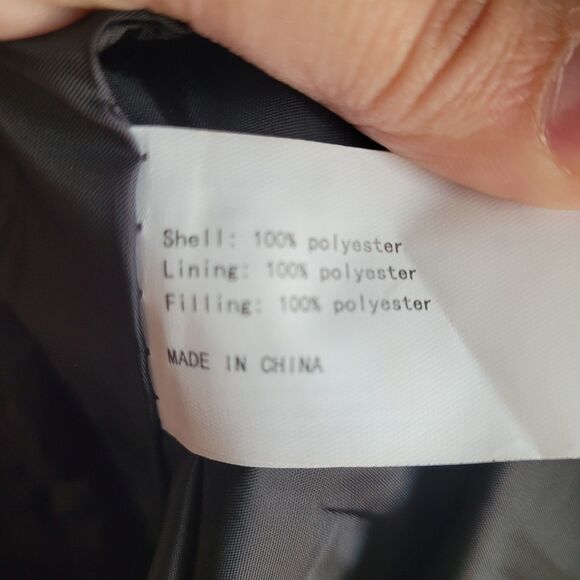 Shell: 100% polyester
Lining: 100% polyester
Filling: 100% polyester
MADE IN CHINA